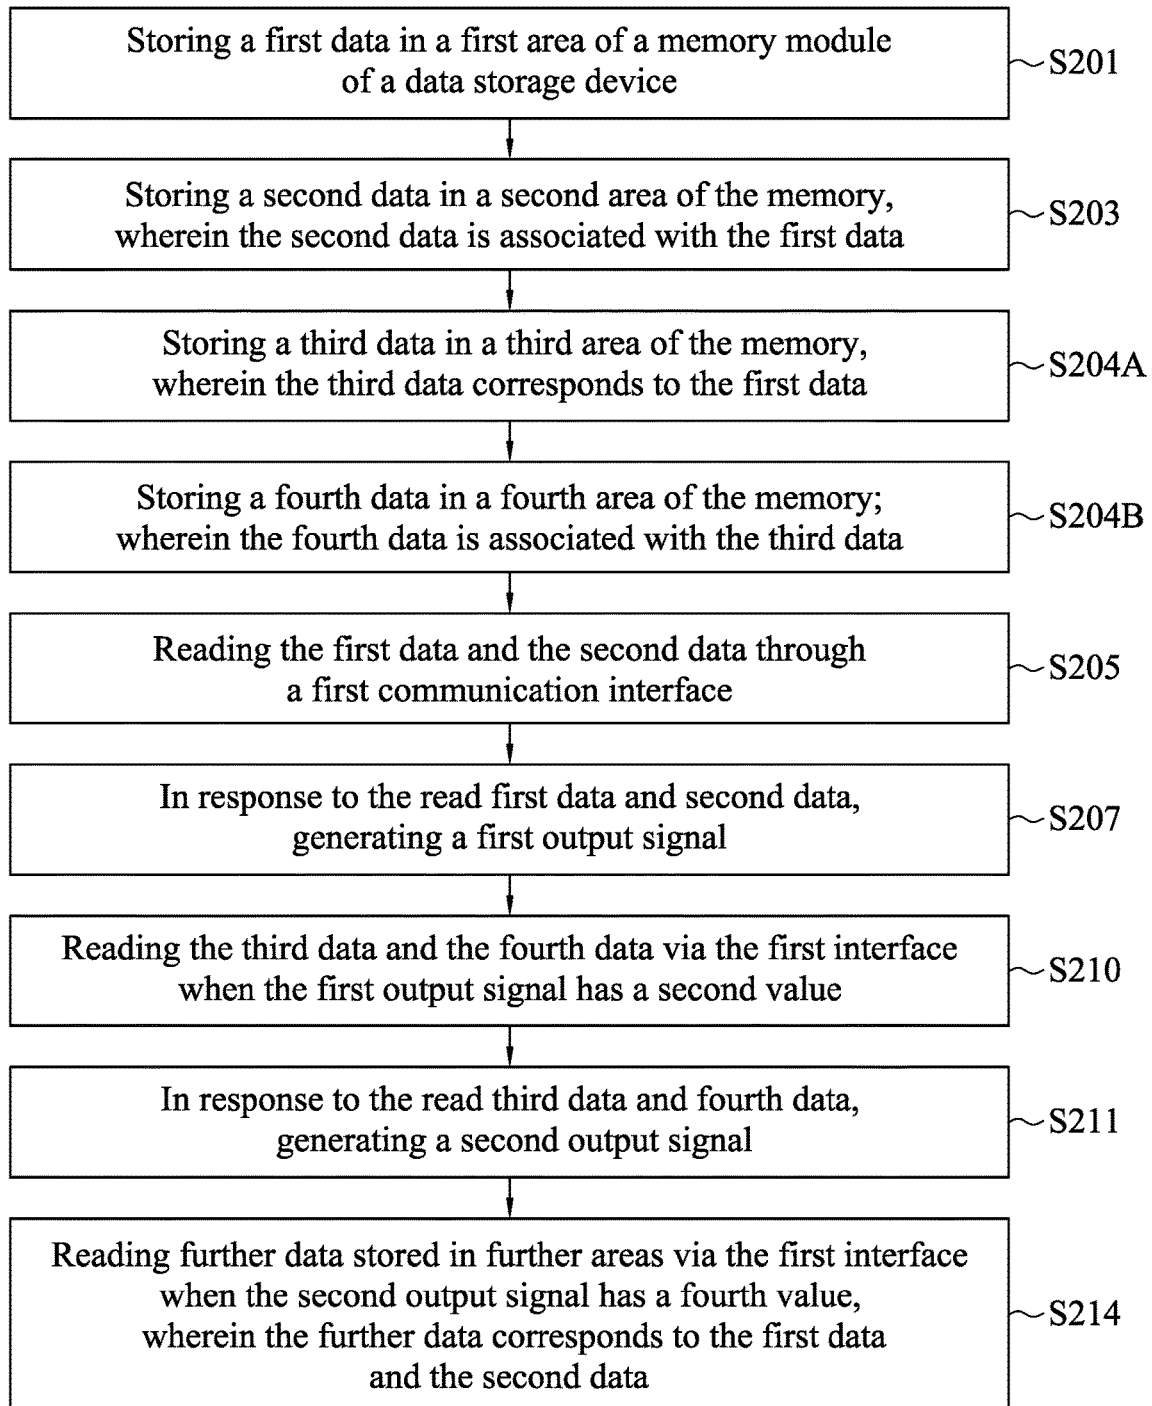 Storing a first data in a first area of a memory module
of a data storage device
S201
Storing a second data in a second area of the memory,
wherein the second data is associated with the first data
S203
Storing a third data in a third area of the memory,
wherein the third data corresponds to the first data
S204A
Storing a fourth data in a fourth area of the memory;
wherein the fourth data is associated with the third data
S204B
Reading the first data and the second data through
a first communication interface
S205
In response to the read first data and second data,
generating a first output signal
S207
Reading the third data and the fourth data via the first interface
when the first output signal has a second value
S210
In response to the read third data and fourth data,
generating a second output signal
S211
Reading further data stored in further areas via the first interface
when the second output signal has a fourth value,
wherein the further data corresponds to the first data
and the second data
S214